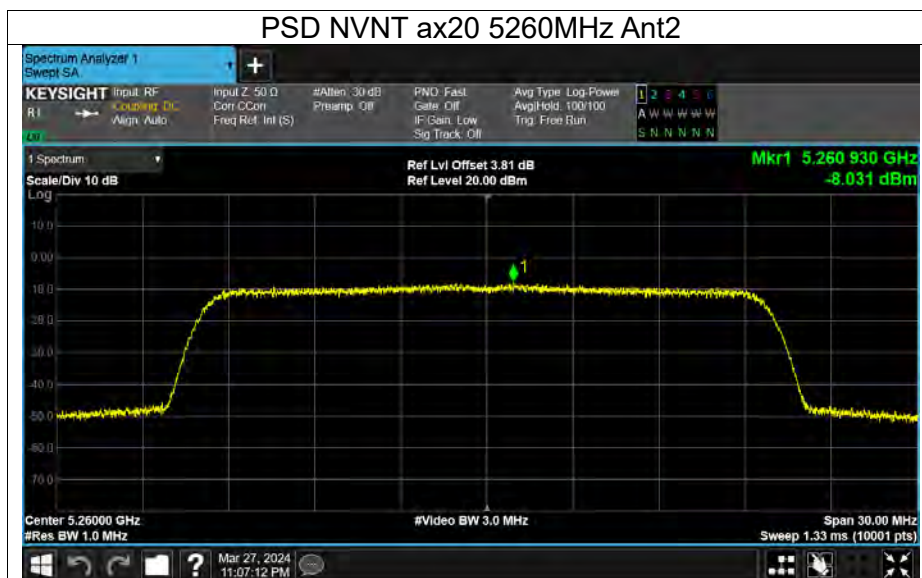 PSD NVNT ax20 5260MHz Ant2
Spectrum Analyzer 1
Swept SA
+
KEYSIGHT Input: RF Input Z: 50 Ω #Atten: 30 dB PNO: Fast Avg Type: Log-Power 1 2 3 4 5 6
Coupling: DC Corr CCorr Preamp: Off Gate: Off Avg|Hold: 100/100 A W W W W W
Align: Auto Freq Ref: Int (S) IF Gain: Low Trig: Free Run
Sig Track: Off S N N N N N
1 Spectrum
Scale/Div 10 dB
Log
Ref Lvl Offset 3.81 dB
Ref Level 20.00 dBm
Mkr1 5.260 930 GHz
-8.031 dBm
10.0
0.00
-10.0
-20.0
-30.0
-40.0
-50.0
-60.0
-70.0
1
Center 5.26000 GHz #Video BW 3.0 MHz Span 30.00 MHz
#Res BW 1.0 MHz Sweep 1.33 ms (10001 pts)
? Mar 27, 2024
11:07:12 PM